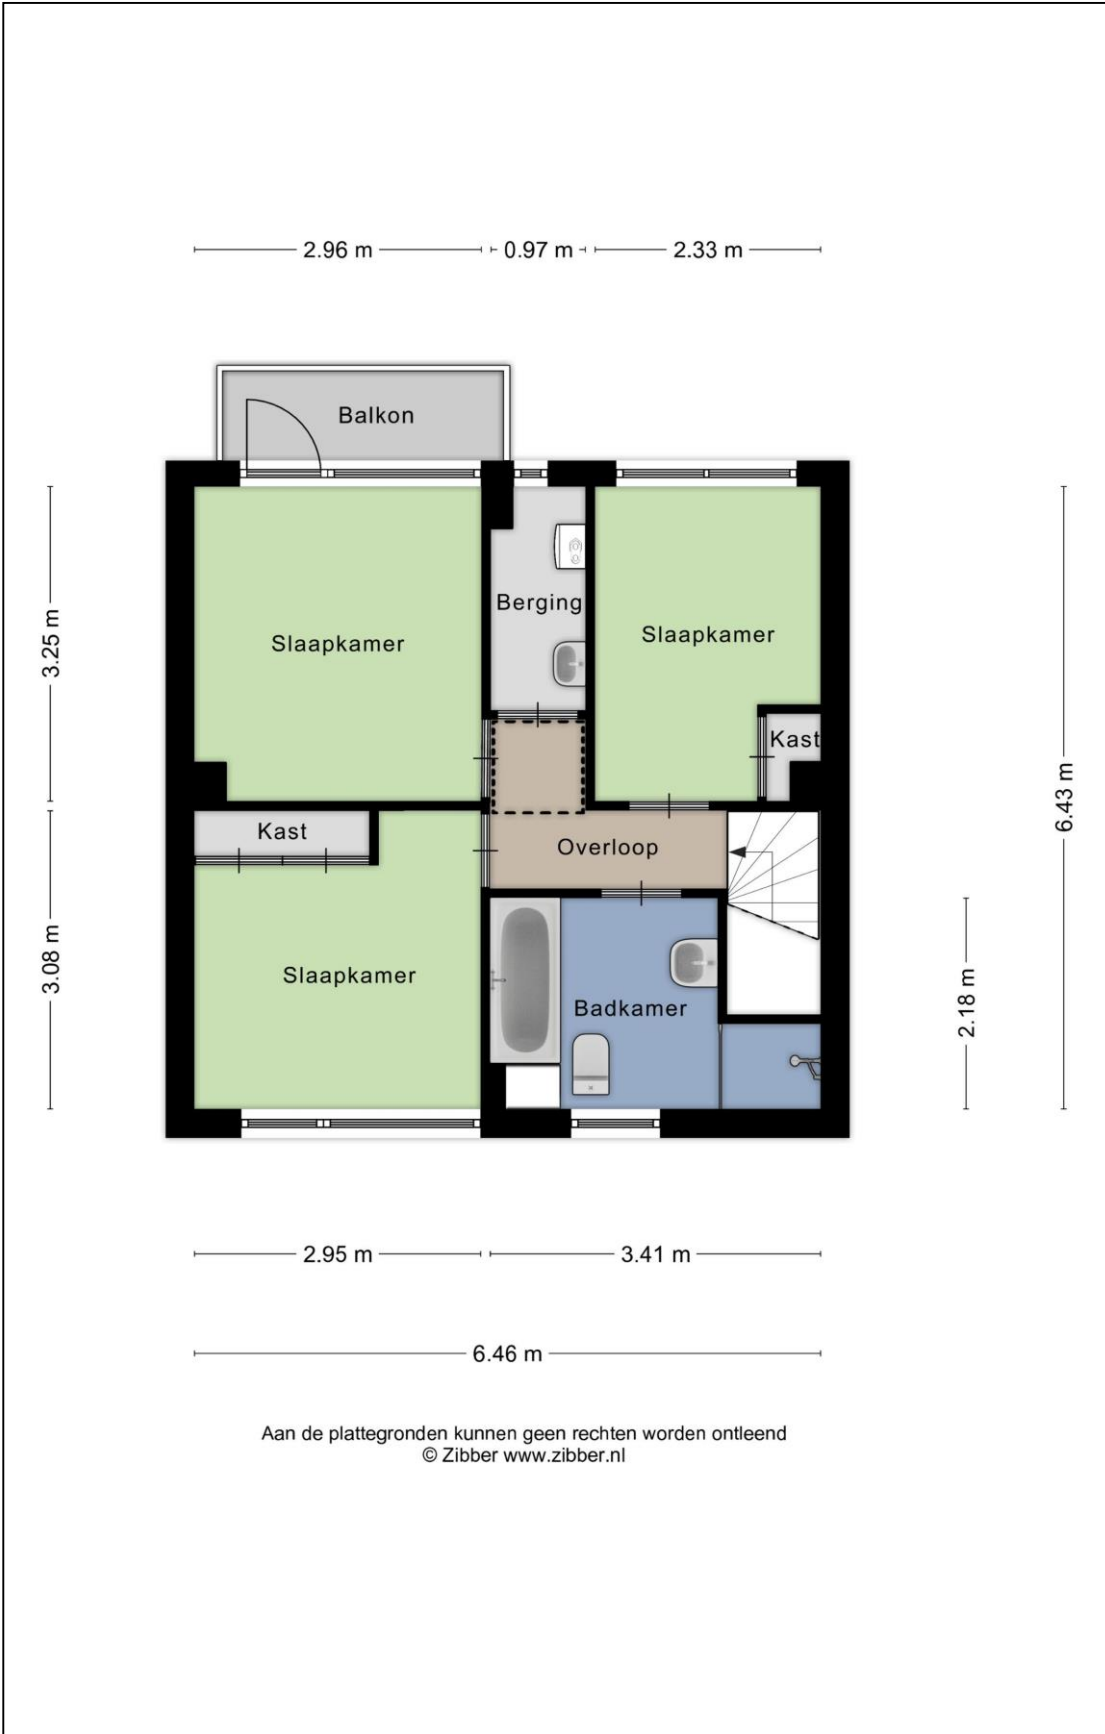 2.96 m
0.97 m
2.33 m
Balkon
Berging
Slaapkamer
Slaapkamer
3.25 m
Kast
6.43 m
Kast
Overloop
3.08 m
Slaapkamer
Badkamer
2.18 m
2.95 m
3.41 m
6.46 m
Aan de plattegronden kunnen geen rechten worden ontleend
© Zibber www.zibber.nl